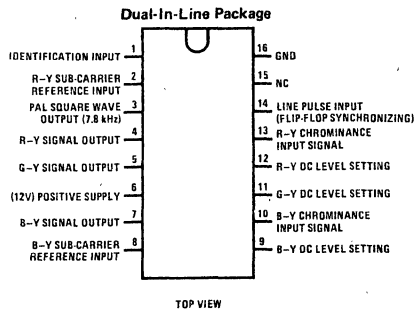 Dual-In-Line Package
IDENTIFICATION INPUT 1
R–Y SUB-CARRIER
REFERENCE INPUT 2
PAL SQUARE WAVE
OUTPUT (7.8 kHz) 3
R–Y SIGNAL OUTPUT 4
G–Y SIGNAL OUTPUT 5
(12V) POSITIVE SUPPLY 6
B–Y SIGNAL OUTPUT 7
B–Y SUB-CARRIER
REFERENCE INPUT 8
16 GND
15 NC
14 LINE PULSE INPUT
(FLIP-FLOP SYNCHRONIZING)
13 R–Y CHROMINANCE
INPUT SIGNAL
12 R–Y DC LEVEL SETTING
11 G–Y DC LEVEL SETTING
10 B–Y CHROMINANCE
INPUT SIGNAL
9 B–Y DC LEVEL SETTING
TOP VIEW